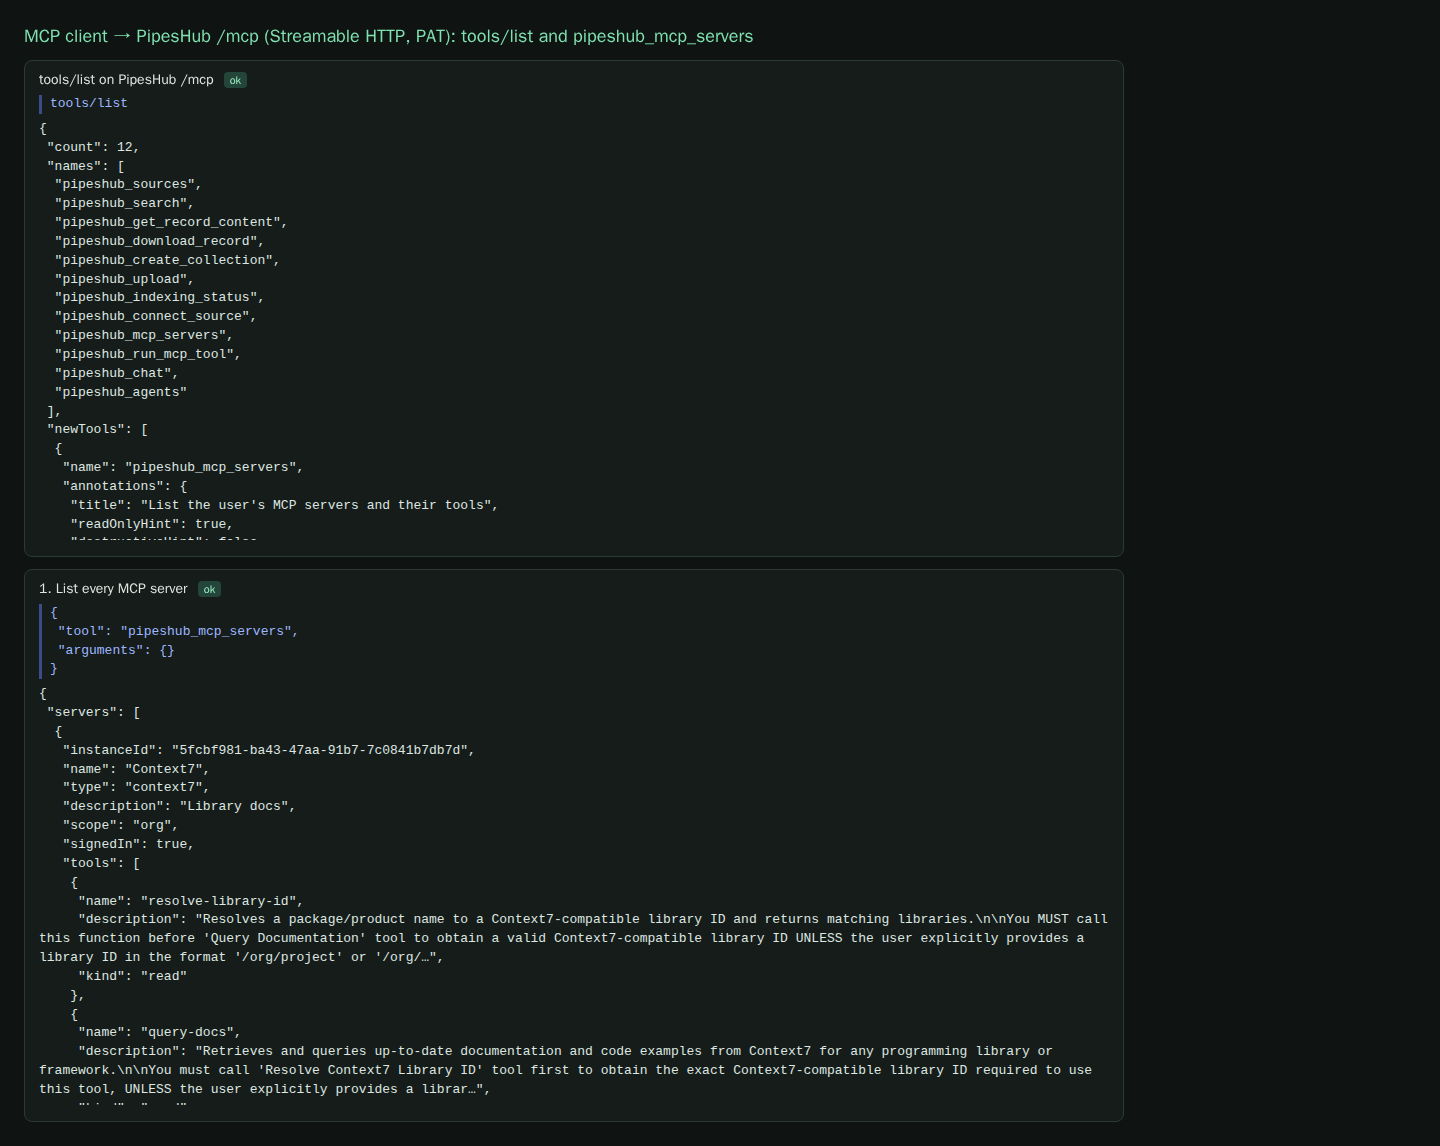 MCP client → PipesHub /mcp (Streamable HTTP, PAT): tools/list and pipeshub_mcp_servers
tools/list on PipesHub /mcp ok
tools/list
{
"count": 12,
"names": [
"pipeshub_sources",
"pipeshub_search",
"pipeshub_get_record_content",
"pipeshub_download_record",
"pipeshub_create_collection",
"pipeshub_upload",
"pipeshub_indexing_status",
"pipeshub_connect_source",
"pipeshub_mcp_servers",
"pipeshub_run_mcp_tool",
"pipeshub_chat",
"pipeshub_agents"
],
"newTools": [
{
"name": "pipeshub_mcp_servers",
"annotations": {
"title": "List the user's MCP servers and their tools",
"readOnlyHint": true,
1. List every MCP server ok
{
"tool": "pipeshub_mcp_servers",
"arguments": {}
}
{
"servers": [
{
"instanceId": "5fcbf981-ba43-47aa-91b7-7c0841b7db7d",
"name": "Context7",
"type": "context7",
"description": "Library docs",
"scope": "org",
"signedIn": true,
"tools": [
{
"name": "resolve-library-id",
"description": "Resolves a package/product name to a Context7-compatible library ID and returns matching libraries.\n\nYou MUST call
this function before 'Query Documentation' tool to obtain a valid Context7-compatible library ID UNLESS the user explicitly provides a
library ID in the format '/org/project' or '/org/…",
"kind": "read"
},
{
"name": "query-docs",
"description": "Retrieves and queries up-to-date documentation and code examples from Context7 for any programming library or
framework.\n\nYou must call 'Resolve Context7 Library ID' tool first to obtain the exact Context7-compatible library ID required to use
this tool, UNLESS the user explicitly provides a librar…",